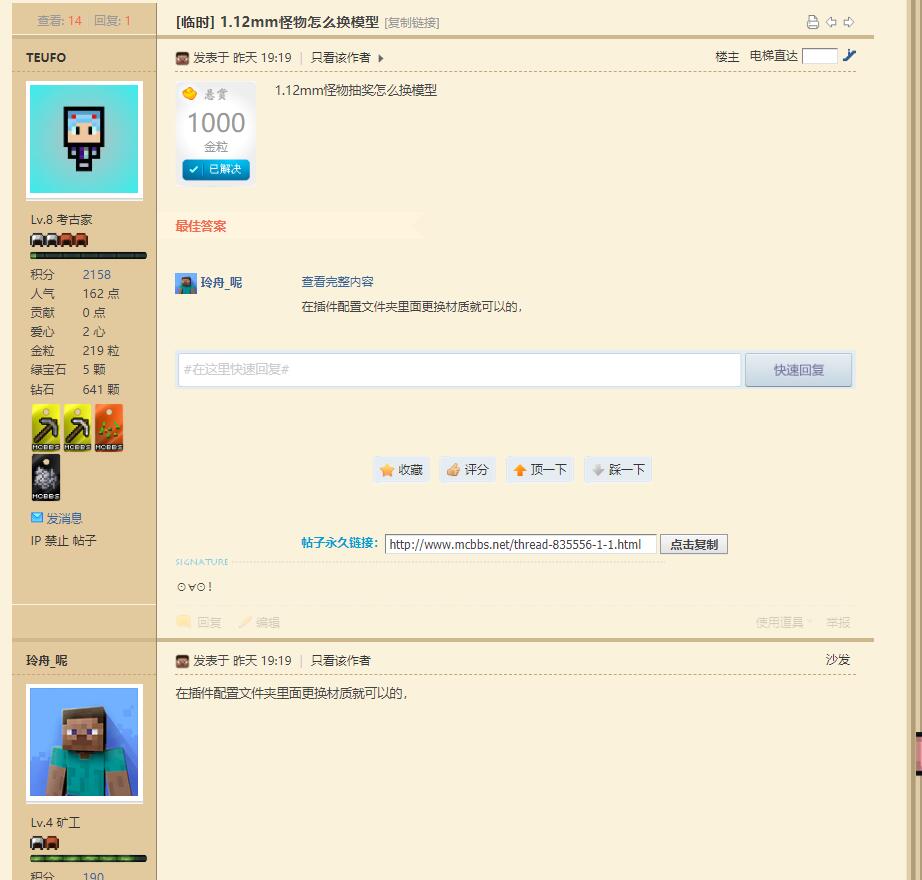 查看: 14 回复: 1
[临时] 1.12mm怪物怎么换模型 [复制链接]
TEUFO
发表于 昨天 19:19 | 只看该作者
楼主 电梯直达
悬赏
1000
金粒
已解决
1.12mm怪物抽奖怎么换模型
最佳答案
玲舟_呢
查看完整内容
在插件配置文件夹里面更换材质就可以的，
#在这里快速回复#
快速回复
Lv.8 考古家
积分 2158
人气 162 点
贡献 0 点
爱心 2 心
金粒 219 粒
绿宝石 5 颗
钻石 641 颗
MCBBS MCBBS MCBBS
MCBBS
发消息
IP 禁止 帖子
收藏 评分 顶一下 踩一下
帖子永久链接: http://www.mcbbs.net/thread-835556-1-1.html 点击复制
SIGNATURE
⊙∀⊙！
回复 编辑 使用道具 举报
玲舟_呢
发表于 昨天 19:19 | 只看该作者
沙发
在插件配置文件夹里面更换材质就可以的，
Lv.4 矿工
积分 190